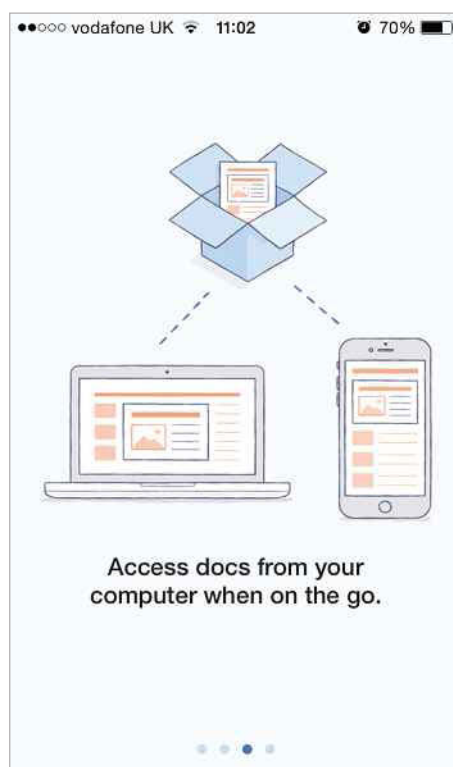 vodafone UK 11:02 70%
Access docs from your
computer when on the go.